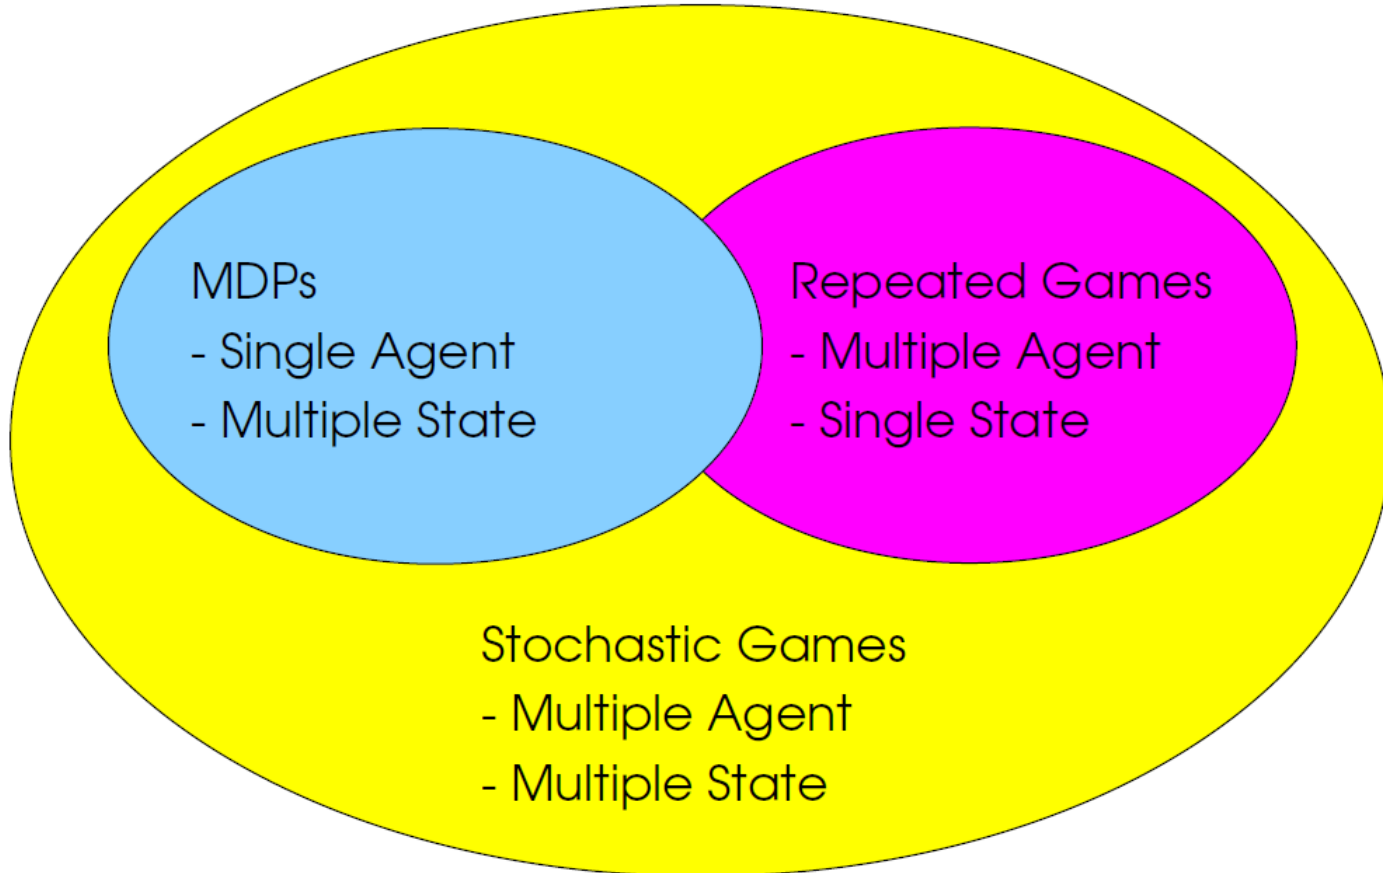 MDPs
- Single Agent
- Multiple State
Repeated Games
- Multiple Agent
- Single State
Stochastic Games
- Multiple Agent
- Multiple State